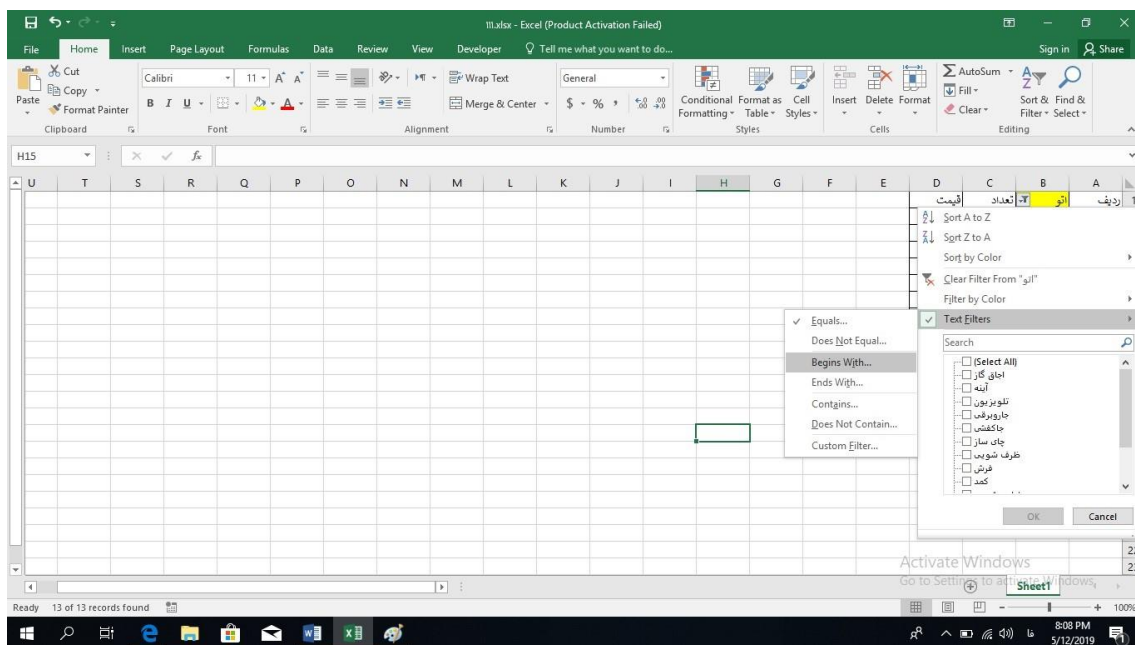 111.xlsx - Excel (Product Activation Failed)
File Home Insert Page Layout Formulas Data Review View Developer Tell me what you want to do... Sign in Share
Paste
Cut
Copy
Format Painter
Clipboard
Calibri 11
B I U
Font
Wrap Text
Merge & Center
Alignment
General
$ % ,
Number
Conditional Formatting
Format as Table
Cell Styles
Styles
Insert Delete Format
Cells
AutoSum
Fill
Clear
Sort & Filter
Find & Select
Editing
H15
fx
U T S R Q P O N M L K J I H G F E D C B A
قیمت تعداد اتو ردیف 1
Sort A to Z
Sort Z to A
Sort by Color
Clear Filter From "اتو"
Filter by Color
Text Filters
Equals...
Does Not Equal...
Begins With...
Ends With...
Contains...
Does Not Contain...
Custom Filter...
Search
(Select All)
اجاق گاز
آینه
تلویزیون
جاروبرقی
جاکفشی
چای ساز
ظرف شویی
فرش
کمد
OK Cancel
Activate Windows
Go to Settings to activate Windows.
Sheet1
Ready 13 of 13 records found
100%
فا
8:08 PM
5/12/2019